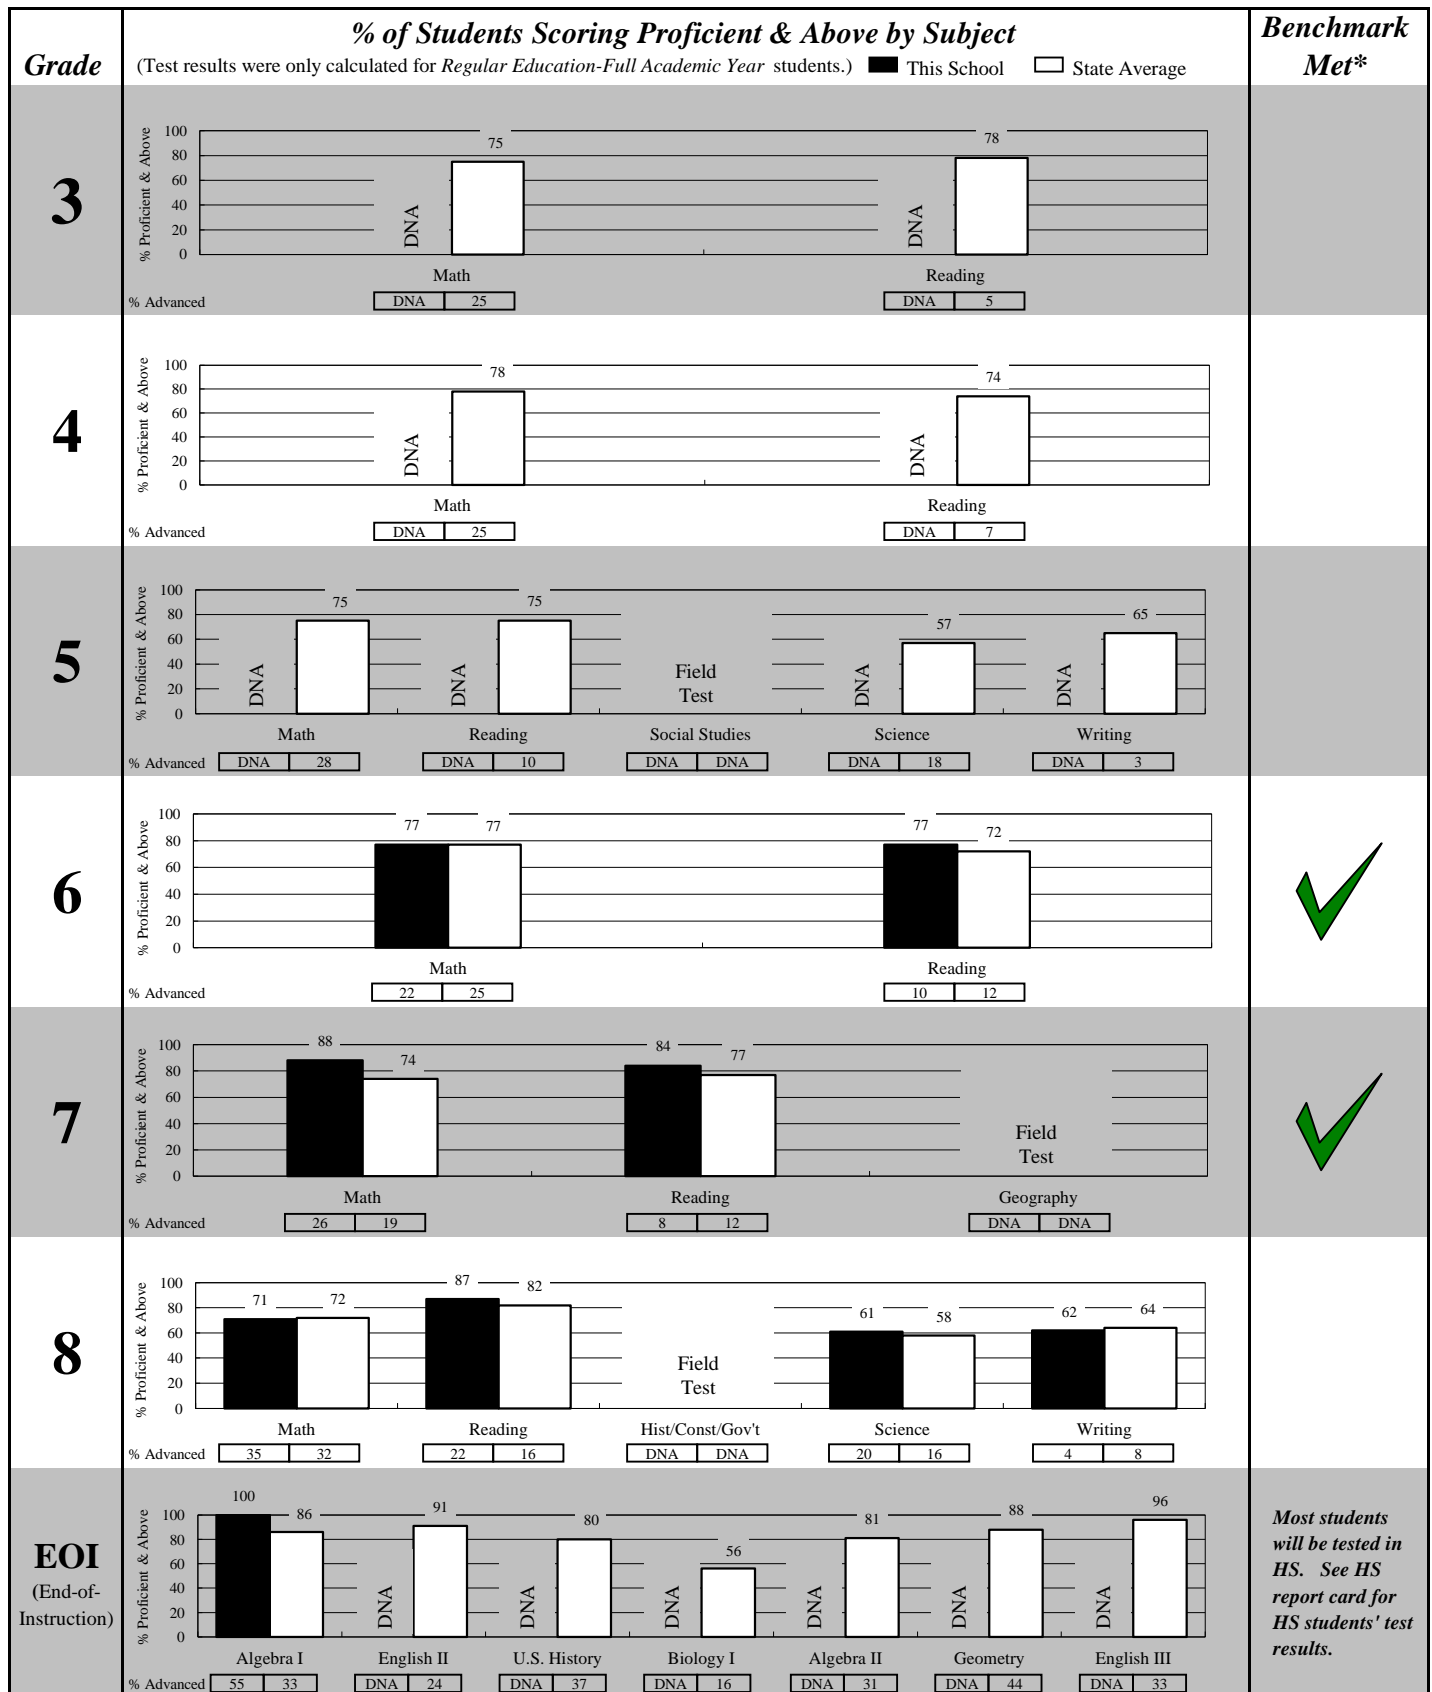 Grade
% of Students Scoring Proficient & Above by Subject
(Test results were only calculated for Regular Education-Full Academic Year students.) This School State Average
Benchmark
Met*
3
% Proficient & Above
100
80
60
40
20
0
DNA
75
DNA
78
Math
Reading
% Advanced DNA 25 DNA 5
4
% Proficient & Above
100
80
60
40
20
0
DNA
78
DNA
74
Math
Reading
% Advanced DNA 25 DNA 7
5
% Proficient & Above
100
80
60
40
20
0
DNA
75
DNA
75
Field
Test
DNA
57
DNA
65
Math Reading Social Studies Science Writing
% Advanced DNA 28 DNA 10 DNA DNA DNA 18 DNA 3
6
% Proficient & Above
100
80
60
40
20
0
77 77
77 72
Math Reading
% Advanced 22 25 10 12
7
% Proficient & Above
100
80
60
40
20
0
88 74
84 77
Field
Test
Math Reading Geography
% Advanced 26 19 8 12 DNA DNA
8
% Proficient & Above
100
80
60
40
20
0
71 72
87 82
Field
Test
61 58
62 64
Math Reading Hist/Const/Gov't Science Writing
% Advanced 35 32 22 16 DNA DNA 20 16 4 8
EOI
(End-of-
Instruction)
% Proficient & Above
100
80
60
40
20
0
100 86
DNA 91
DNA 80
DNA 56
DNA 81
DNA 88
DNA 96
Algebra I English II U.S. History Biology I Algebra II Geometry English III
% Advanced 55 33 DNA 24 DNA 37 DNA 16 DNA 31 DNA 44 DNA 33
Most students
will be tested in
HS. See HS
report card for
HS students' test
results.